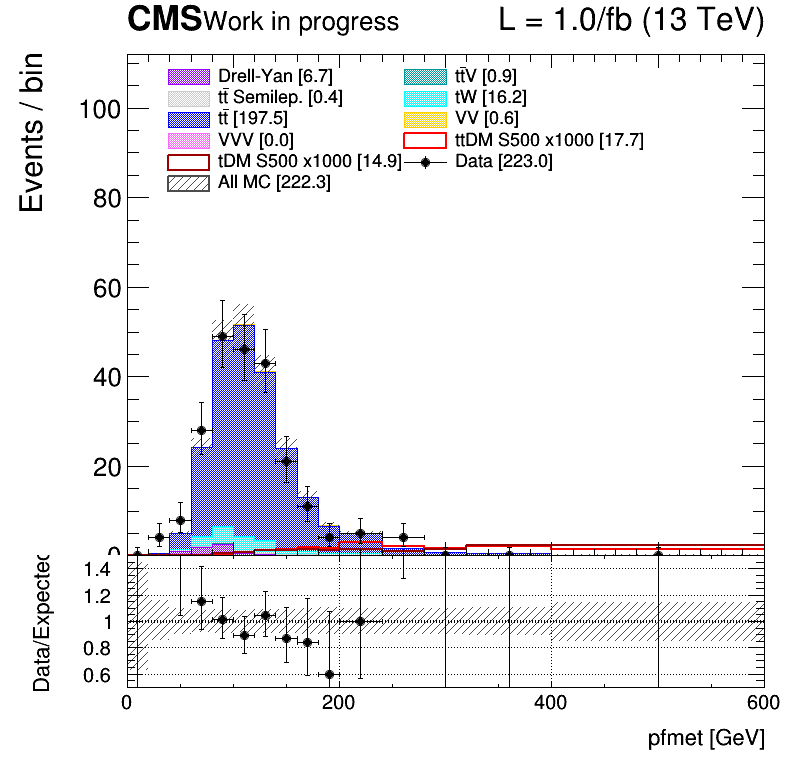 CMS Work in progress L = 1.0/fb (13 TeV)
Events / bin
Drell-Yan [6.7] tt̄V [0.9]
tt̄ Semilep. [0.4] tW [16.2]
tt̄ [197.5] VV [0.6]
VVV [0.0] ttDM S500 x1000 [17.7]
tDM S500 x1000 [14.9] Data [223.0]
All MC [222.3]
100
80
60
40
20
0
Data/Expected
1.4
1.2
1
0.8
0.6
0 200 400 600
pfmet [GeV]